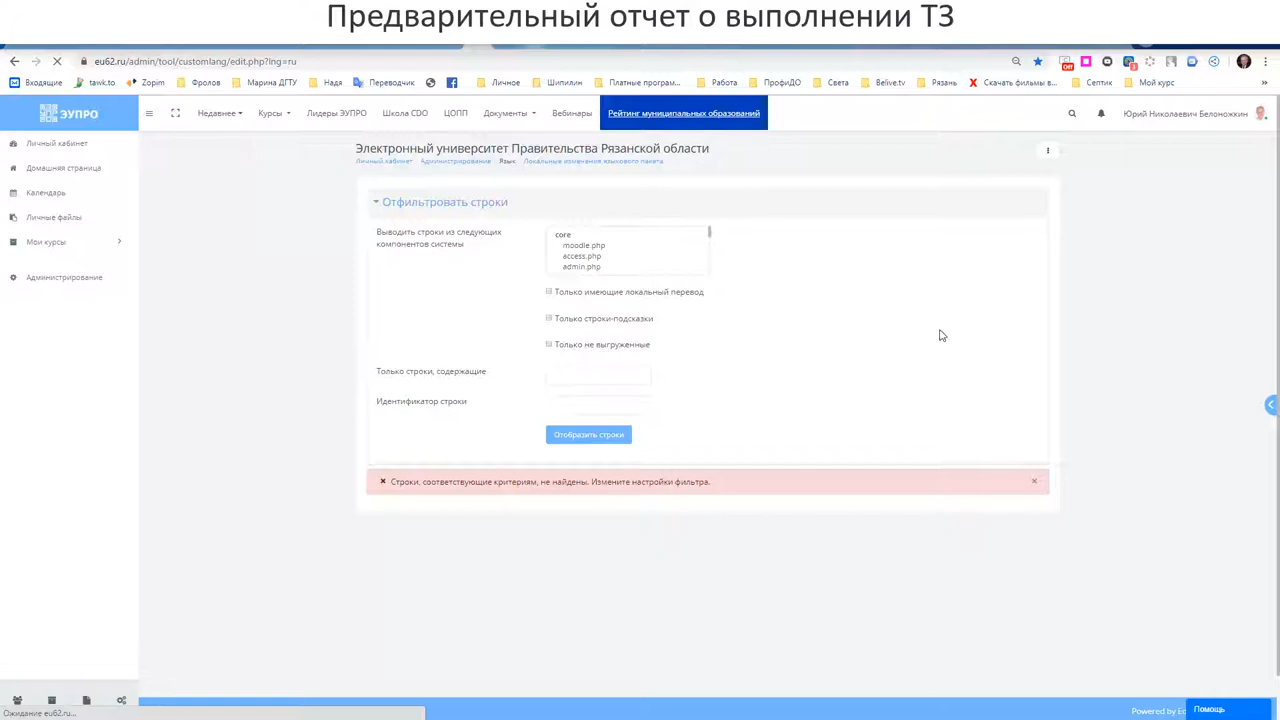 Предварительный отчет о выполнении ТЗ
eu62.ru/admin/tool/customlang/edit.php?lng=ru
Off
Входящие tawk.to Zopim Фролов Марина ДГТУ Надя Переводчик Личное Шипилин Платные програм... Работа ПрофиДО Света Belive.tv Рязань Скачать фильмы в... Септик Мой курс »
ЭУПРО Недавнее Курсы Лидеры ЭУПРО Школа CDO ЦОПП Документы Вебинары Рейтинг муниципальных образований Юрий Николаевич Белоножкин
Личный кабинет
Домашняя страница
Календарь
Личные файлы
Мои курсы
Администрирование
Электронный университет Правительства Рязанской области
Личный кабинет Администрирование Язык Локальные изменения языкового пакета
Отфильтровать строки
Выводить строки из следующих
компонентов системы
core
moodle.php
access.php
admin.php
Только имеющие локальный перевод
Только строки-подсказки
Только не выгруженные
Только строки, содержащие
Идентификатор строки
Отобразить строки
Строки, соответствующие критериям, не найдены. Измените настройки фильтра.
Ожидание eu62.ru...
Powered by Ed
Помощь